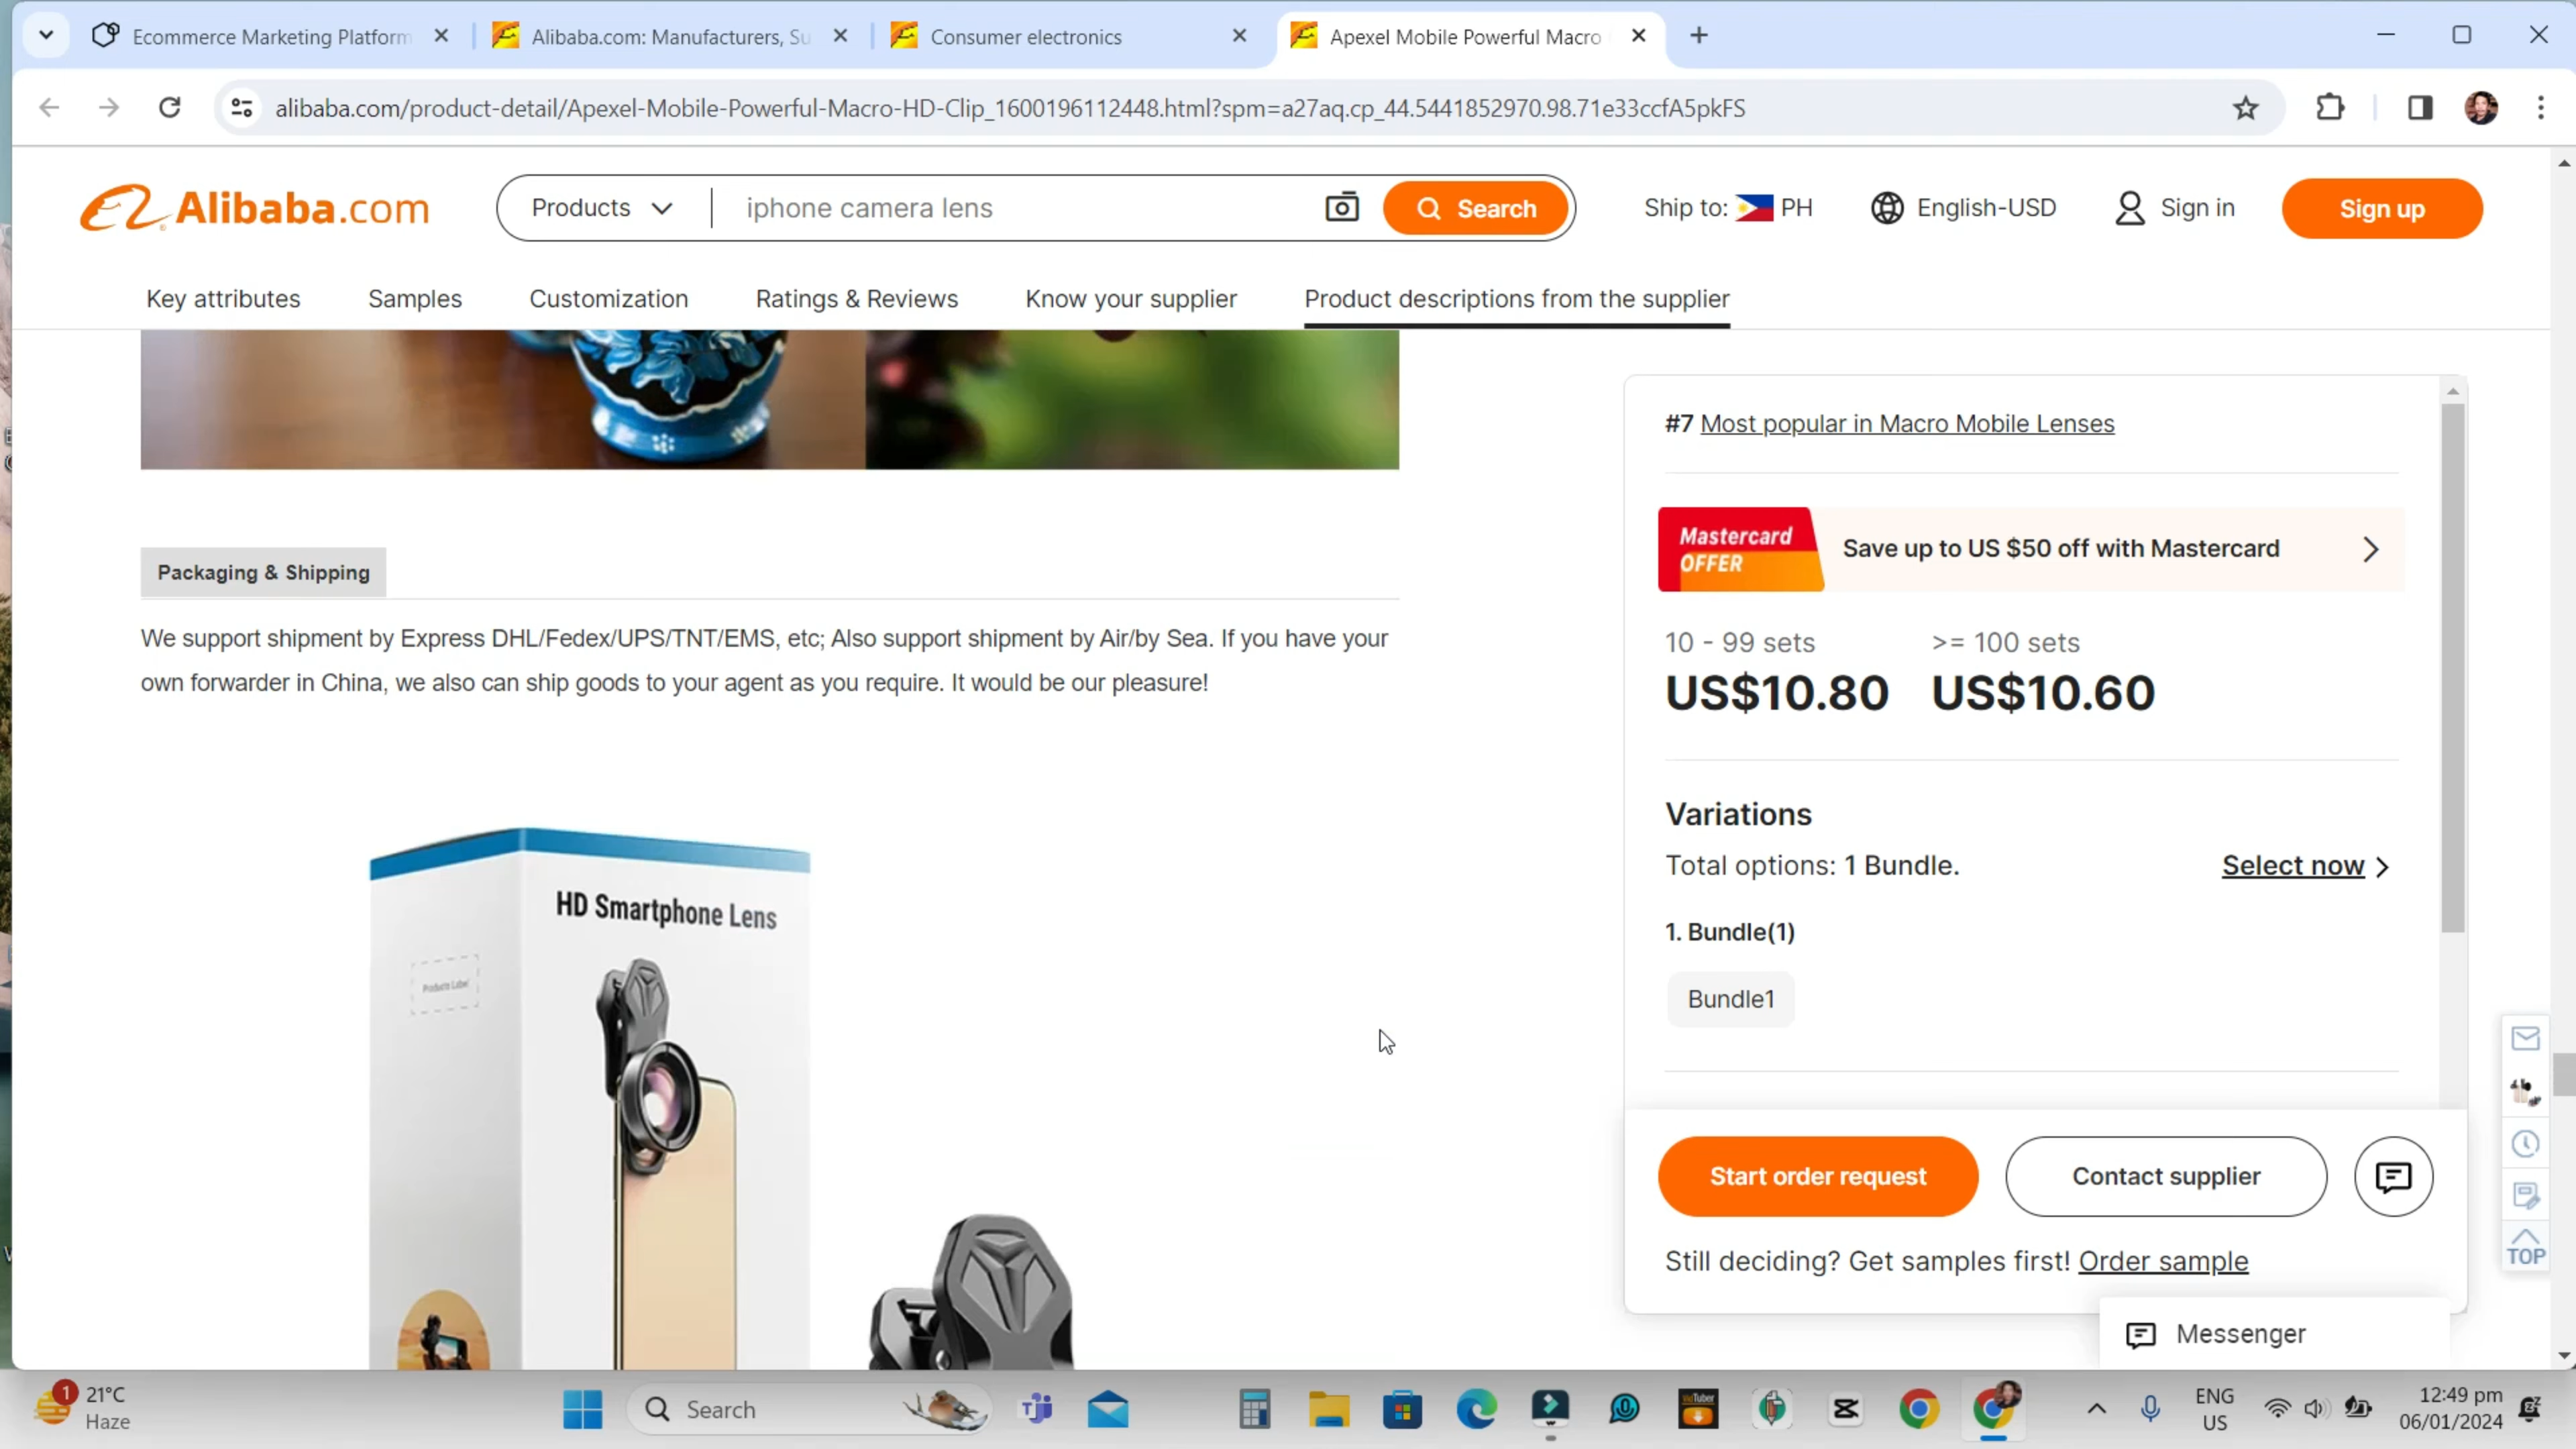 Ecommerce Marketing Platform
Alibaba.com: Manufacturers, Su
Consumer electronics
Apexel Mobile Powerful Macro
alibaba.com/product-detail/Apexel-Mobile-Powerful-Macro-HD-Clip_1600196112448.html?spm=a27aq.cp_44.5441852970.98.71e33ccfA5pkFS
Alibaba.com
Products
iphone camera lens
Search
Ship to: PH
English-USD
Sign in
Sign up
Key attributes
Samples
Customization
Ratings & Reviews
Know your supplier
Product descriptions from the supplier
Packaging & Shipping
We support shipment by Express DHL/Fedex/UPS/TNT/EMS, etc; Also support shipment by Air/by Sea. If you have your
own forwarder in China, we also can ship goods to your agent as you require. It would be our pleasure!
HD Smartphone Lens
Products Label
#7 Most popular in Macro Mobile Lenses
Mastercard
OFFER
Save up to US $50 off with Mastercard
10 - 99 sets
>= 100 sets
US$10.80
US$10.60
Variations
Total options: 1 Bundle.
Select now
1. Bundle(1)
Bundle1
Start order request
Contact supplier
Still deciding? Get samples first! Order sample
TOP
Messenger
1
21°C
Haze
Search
ENG
US
12:49 pm
06/01/2024